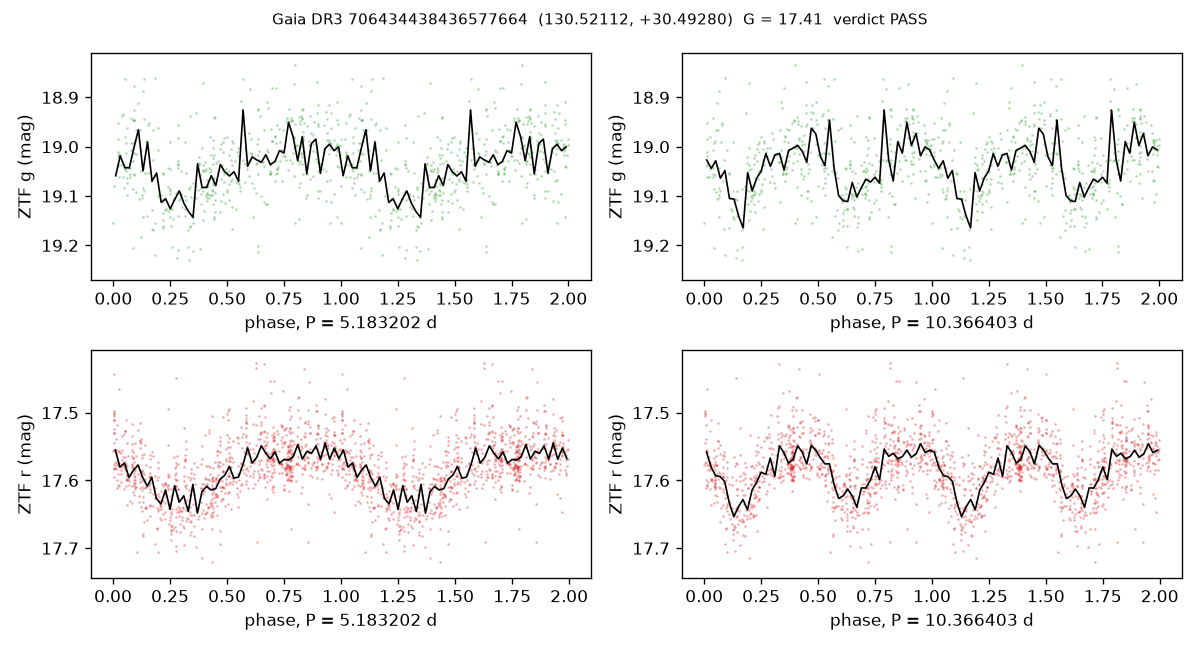 Gaia DR3 706434438436577664  (130.52112, +30.49280)  G = 17.41  verdict PASS
ZTF g (mag)
18.9
19.0
19.1
19.2
0.00 0.25 0.50 0.75 1.00 1.25 1.50 1.75 2.00
phase, P = 5.183202 d
ZTF g (mag)
18.9
19.0
19.1
19.2
0.00 0.25 0.50 0.75 1.00 1.25 1.50 1.75 2.00
phase, P = 10.366403 d
ZTF r (mag)
17.5
17.6
17.7
0.00 0.25 0.50 0.75 1.00 1.25 1.50 1.75 2.00
phase, P = 5.183202 d
ZTF r (mag)
17.5
17.6
17.7
0.00 0.25 0.50 0.75 1.00 1.25 1.50 1.75 2.00
phase, P = 10.366403 d